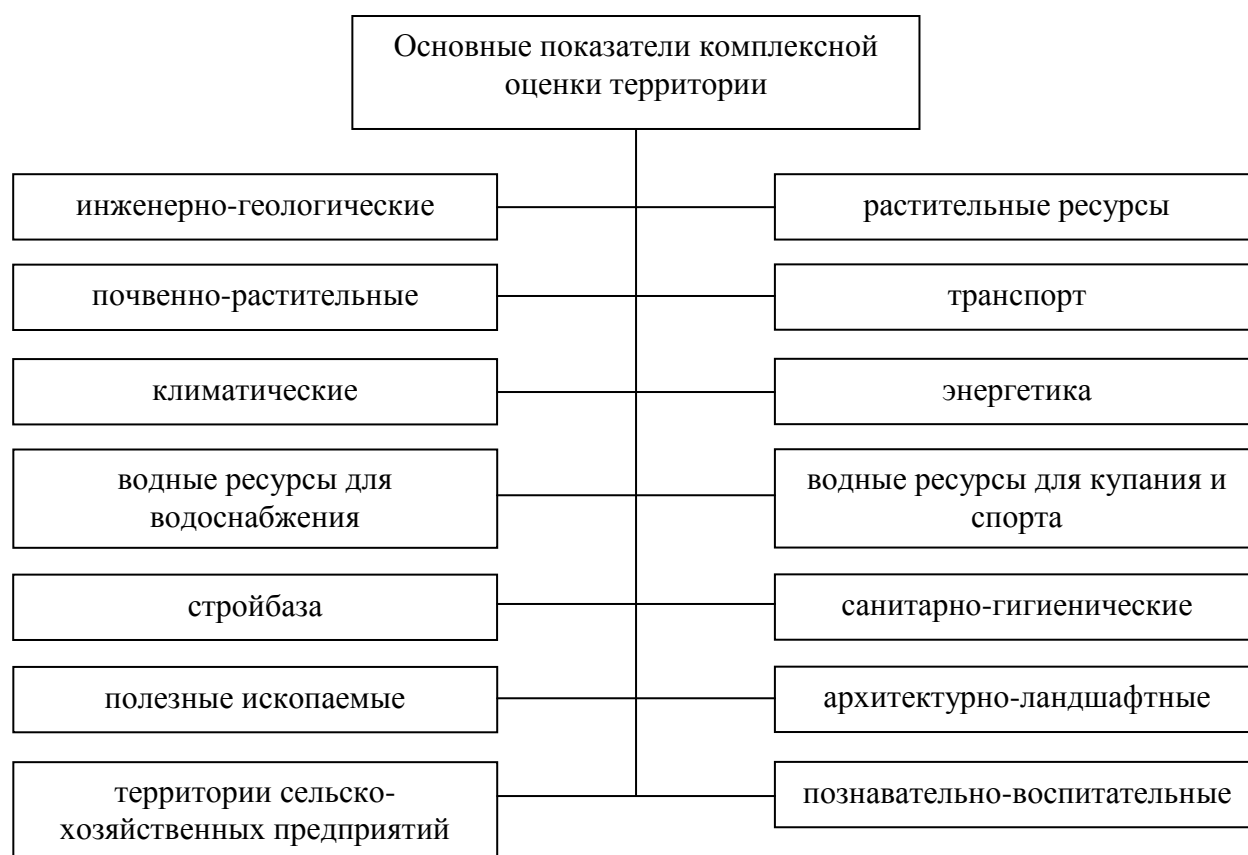 Основные показатели комплексной
оценки территории
инженерно-геологические
растительные ресурсы
почвенно-растительные
транспорт
климатические
энергетика
водные ресурсы для
водоснабжения
водные ресурсы для купания и
спорта
стройбаза
санитарно-гигиенические
полезные ископаемые
архитектурно-ландшафтные
территории сельско-
хозяйственных предприятий
познавательно-воспитательные